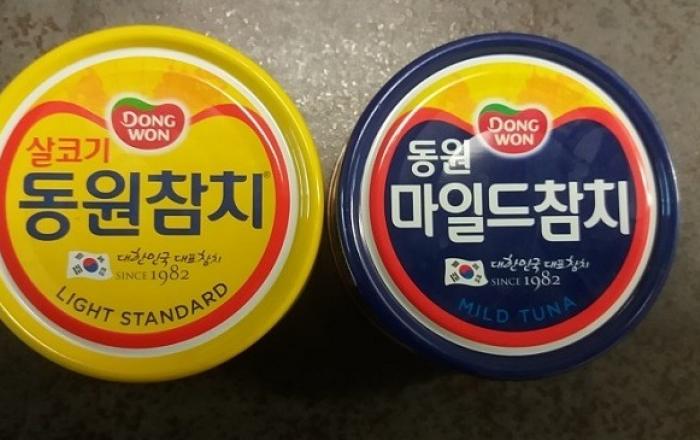 DONG
WON
살코기
동원참치®
대한민국 대표참치
SINCE 1982
LIGHT STANDARD
DONG
WON
동원
마일드참치
대한민국 대표참치
SINCE 1982
MILD TUNA